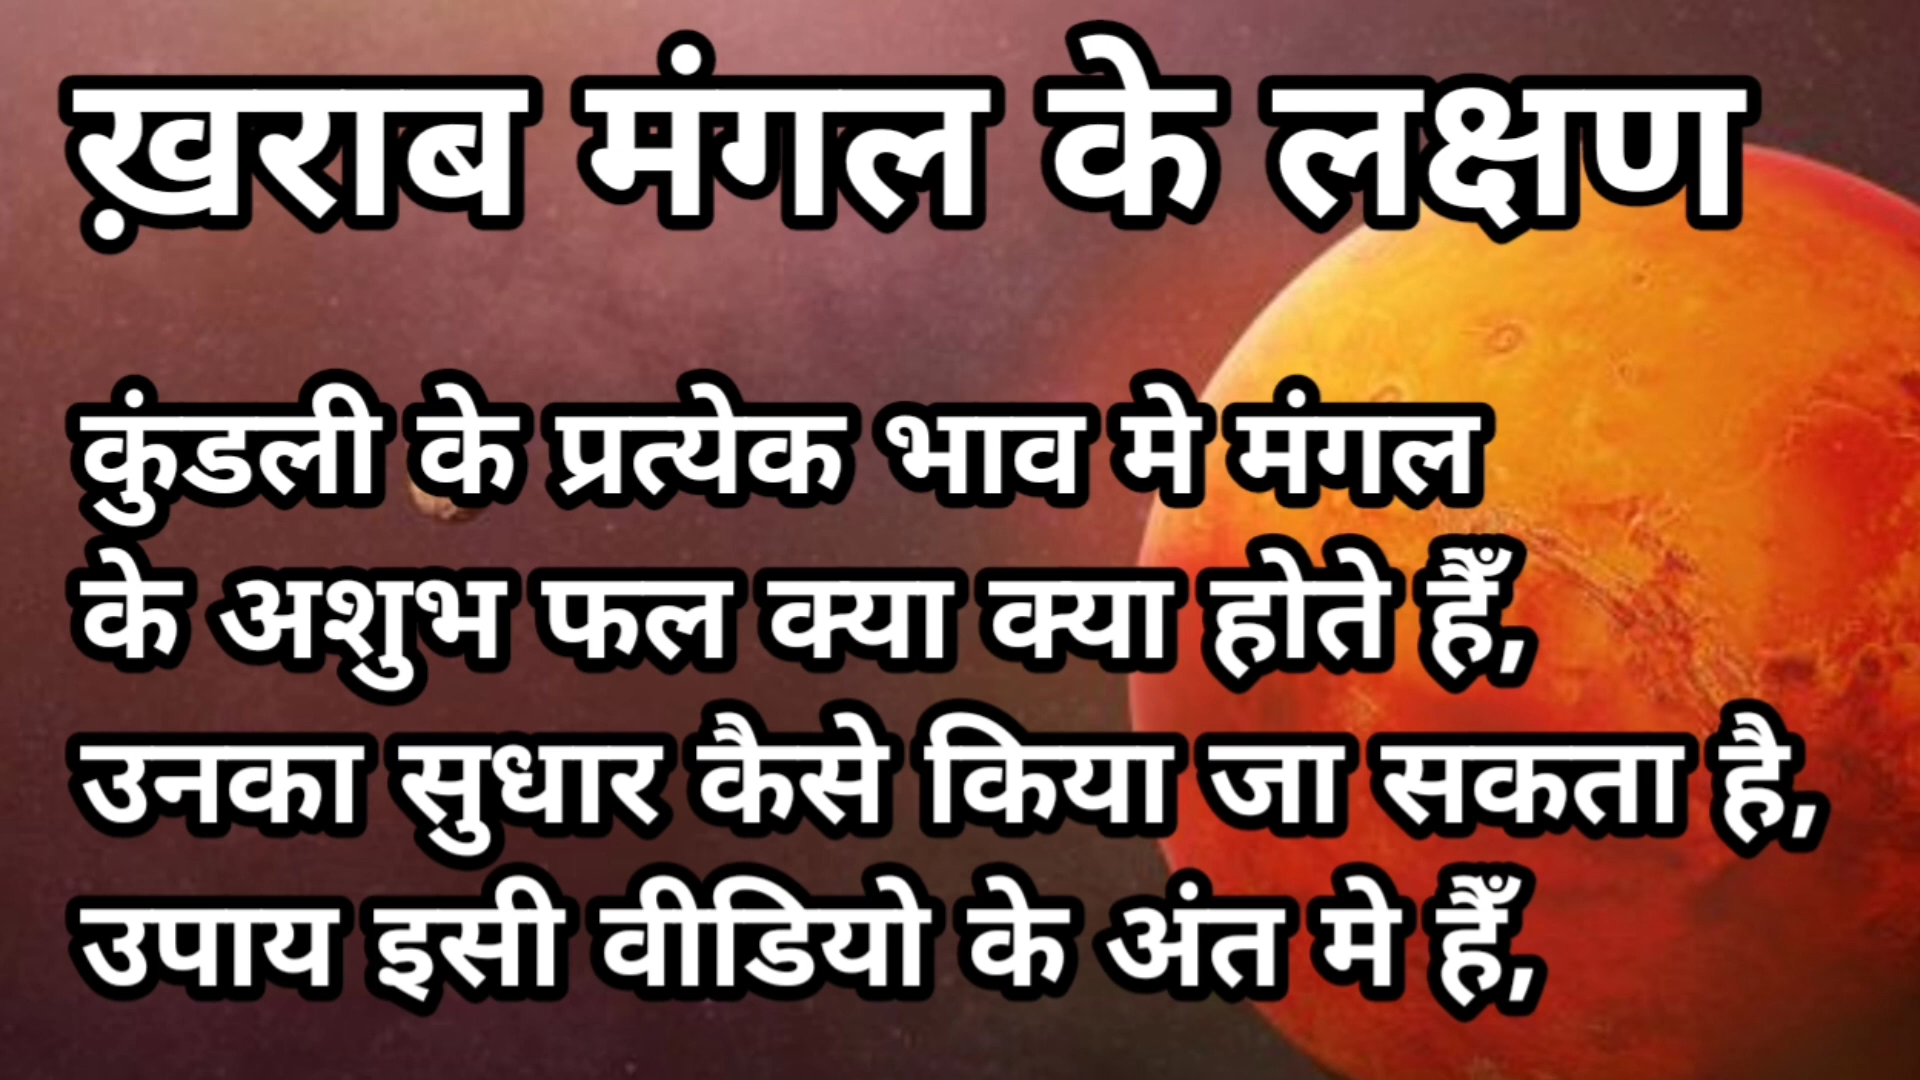 ख़राब मंगल के लक्षण
कुंडली के प्रत्येक भाव मे मंगल
के अशुभ फल क्या क्या होते हैँ,
उनका सुधार कैसे किया जा सकता है,
उपाय इसी वीडियो के अंत मे हैँ,